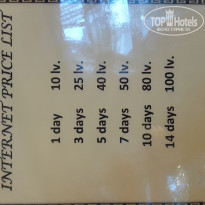 INTERNET PRICE LIST
1 day 10 lv.
3 days 25 lv.
5 days 40 lv.
7 days 50 lv.
10 days 80 lv.
14 days 100 lv.
TOP Hotels